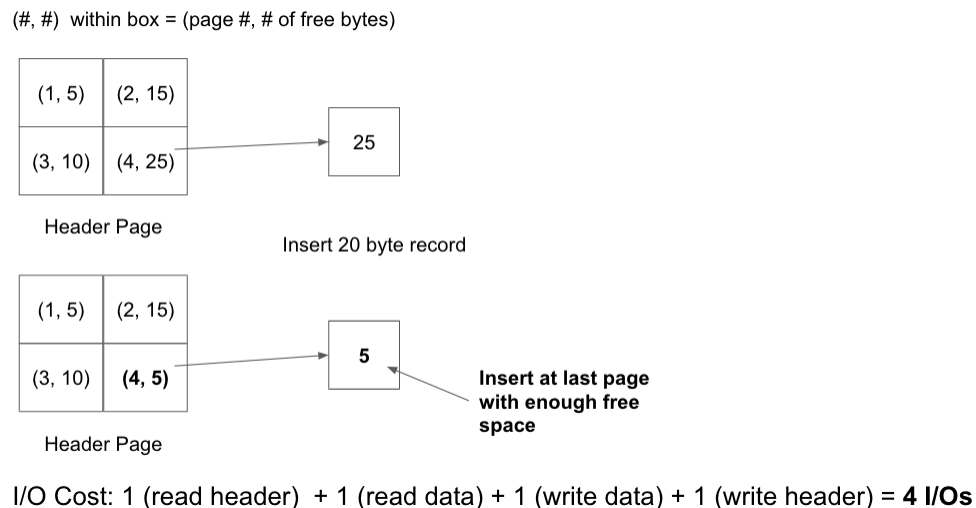 (#, #) within box = (page #, # of free bytes)
(1, 5) (2, 15)
(3, 10) (4, 25)
25
Header Page
Insert 20 byte record
(1, 5) (2, 15)
(3, 10) (4, 5)
5
Insert at last page
with enough free
space
Header Page
I/O Cost: 1 (read header) + 1 (read data) + 1 (write data) + 1 (write header) = 4 I/Os